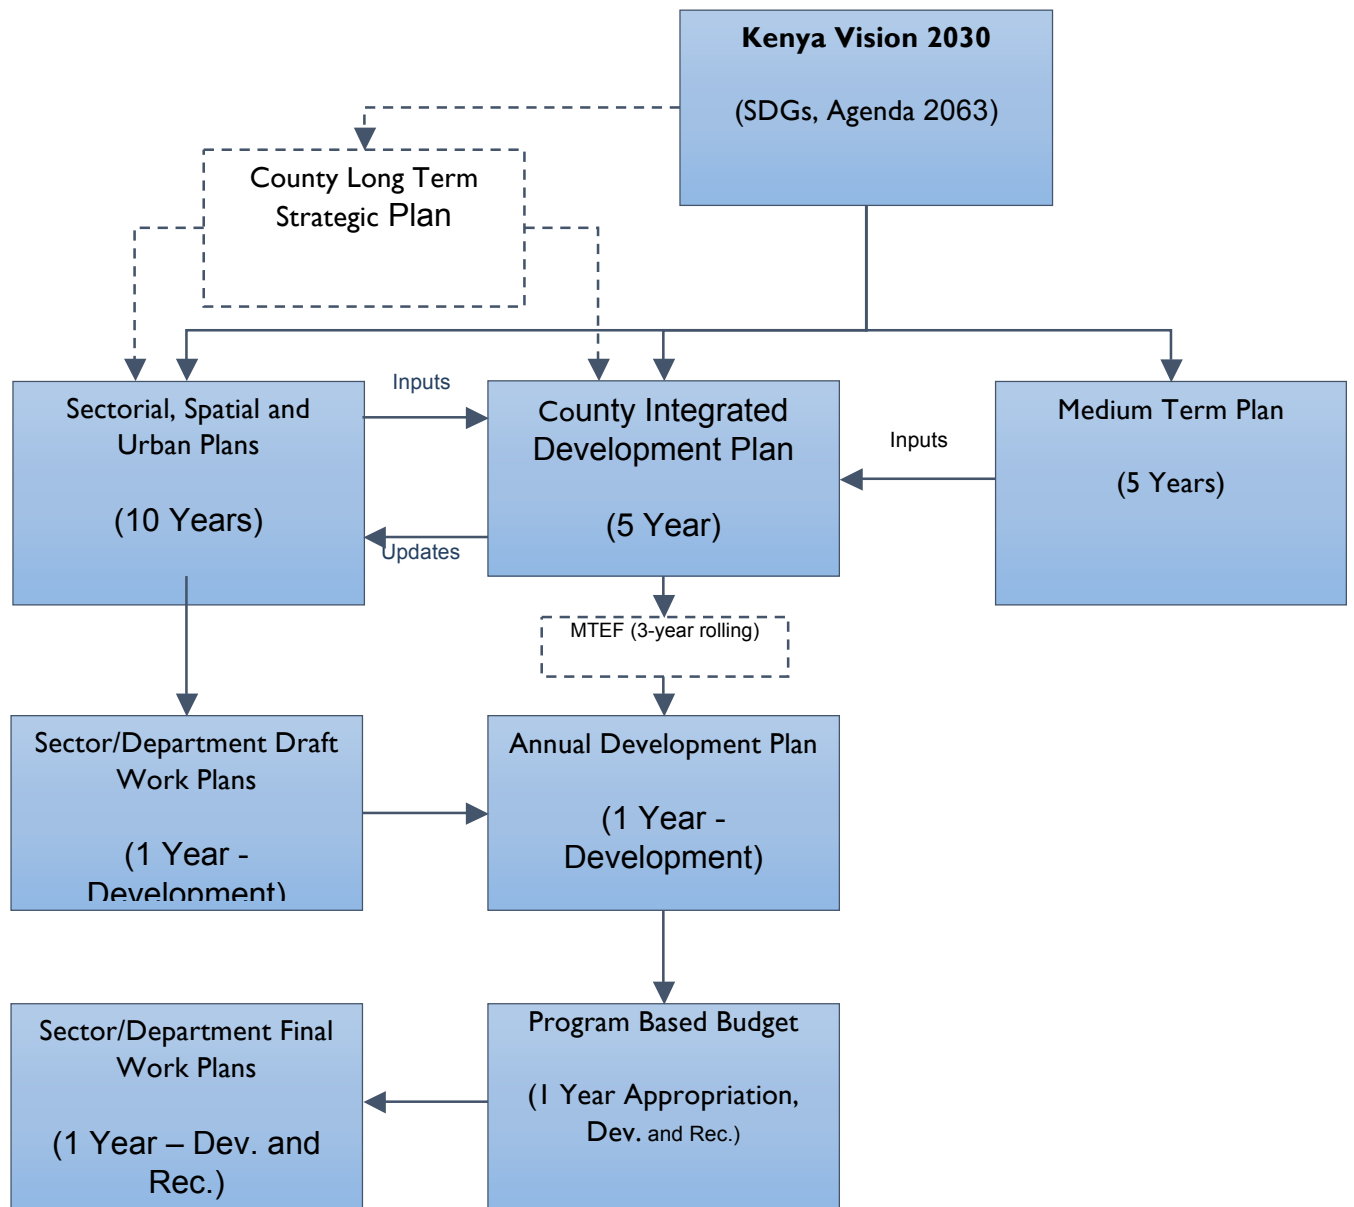 Kenya Vision 2030
(SDGs, Agenda 2063)
County Long Term
Strategic Plan
Sectorial, Spatial and
Urban Plans
(10 Years)
Inputs
Updates
County Integrated
Development Plan
(5 Year)
Inputs
Medium Term Plan
(5 Years)
MTEF (3-year rolling)
Sector/Department Draft
Work Plans
(1 Year -
Development)
Annual Development Plan
(1 Year -
Development)
Sector/Department Final
Work Plans
(1 Year – Dev. and
Rec.)
Program Based Budget
(1 Year Appropriation,
Dev. and Rec.)